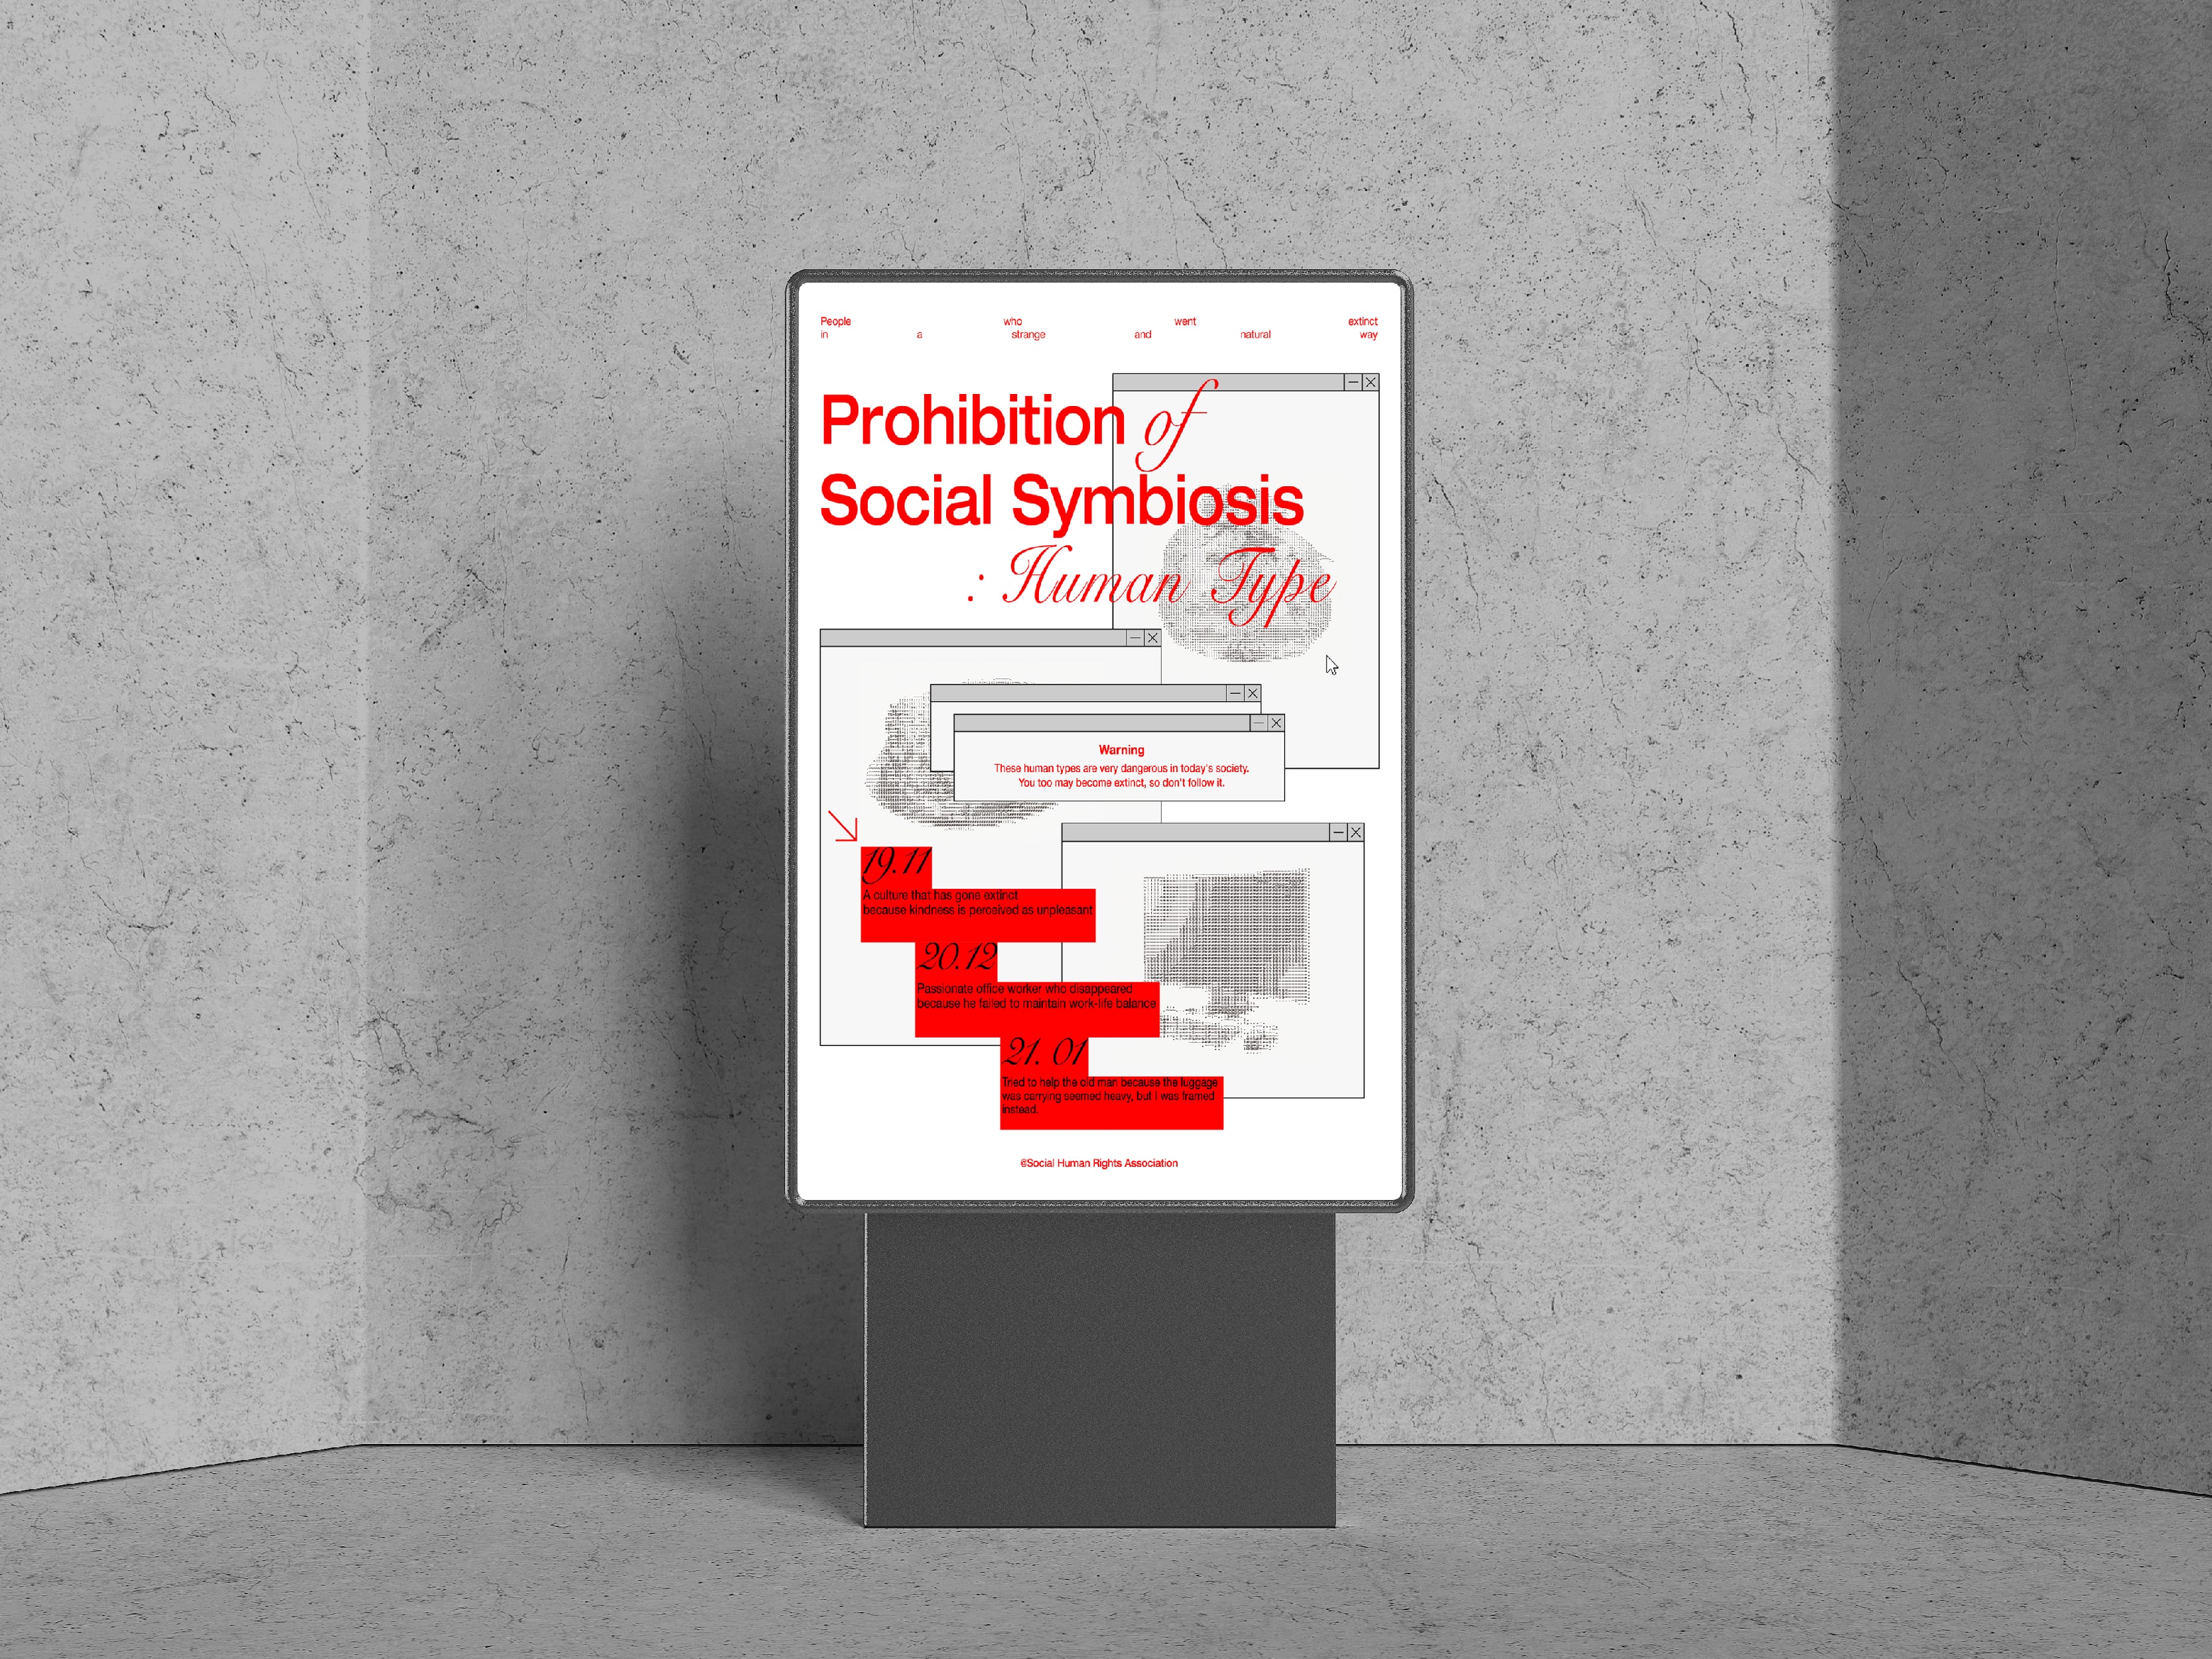 People who went extinct
in a strange and natural way
Prohibition of
Social Symbiosis
: Human Type
Warning
These human types are very dangerous in today's society.
You too may become extinct, so don't follow it.
19.11
A culture that has gone extinct
because kindness is perceived as unpleasant
20.12
Passionate office worker who disappeared
because he failed to maintain work-life balance
21. 01
Tried to help the old man because the luggage
was carrying seemed heavy, but I was framed
instead.
@Social Human Rights Association